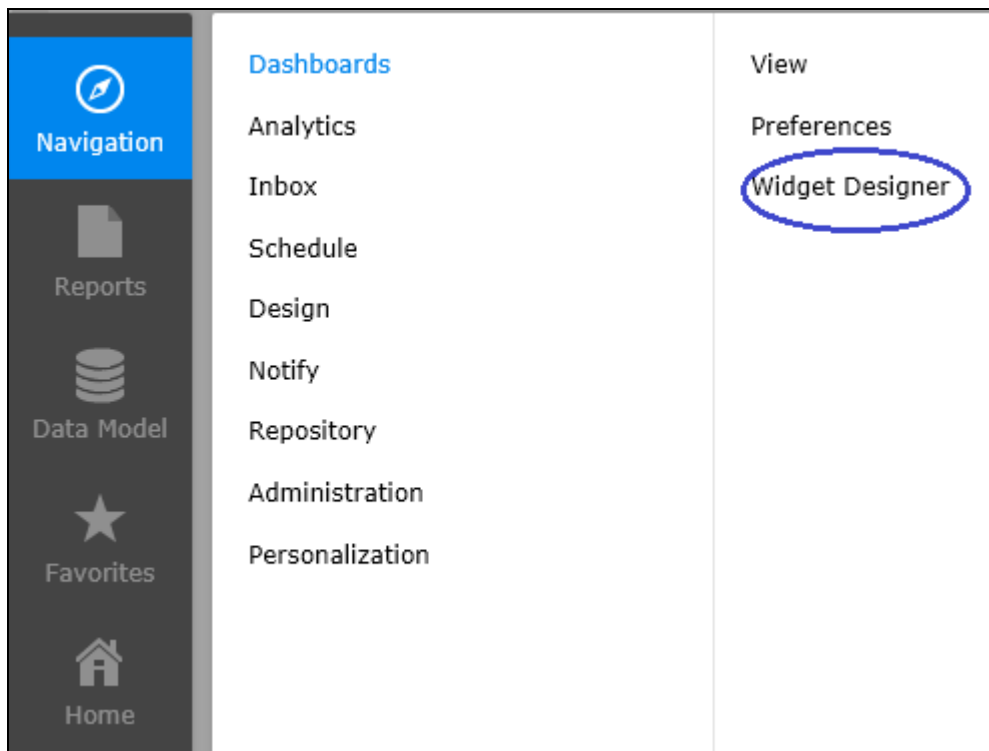 Navigation
Reports
Data Model
Favorites
Home
Dashboards
Analytics
Inbox
Schedule
Design
Notify
Repository
Administration
Personalization
View
Preferences
Widget Designer